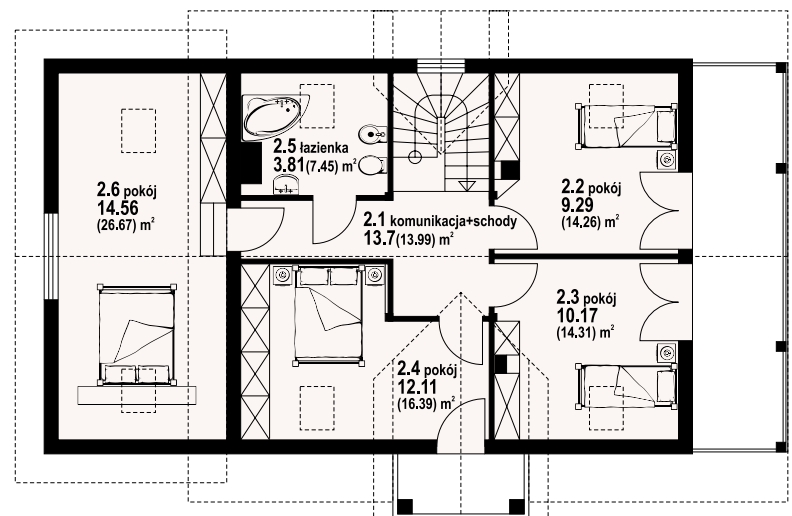 2.5 łazienka
3.81(7.45) m²
2.6 pokój
14.56
(26.67) m²
2.2 pokój
9.29
(14,26) m²
2.1 komunikacja+schody
13.7(13.99) m²
2.3 pokój
10.17
(14,31) m²
2.4 pokój
12.11
(16.39) m²